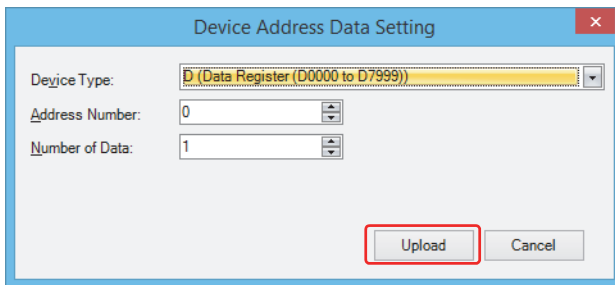 Device Address Data Setting
Device Type: D (Data Register (D0000 to D7999))
Address Number: 0
Number of Data: 1
Upload Cancel